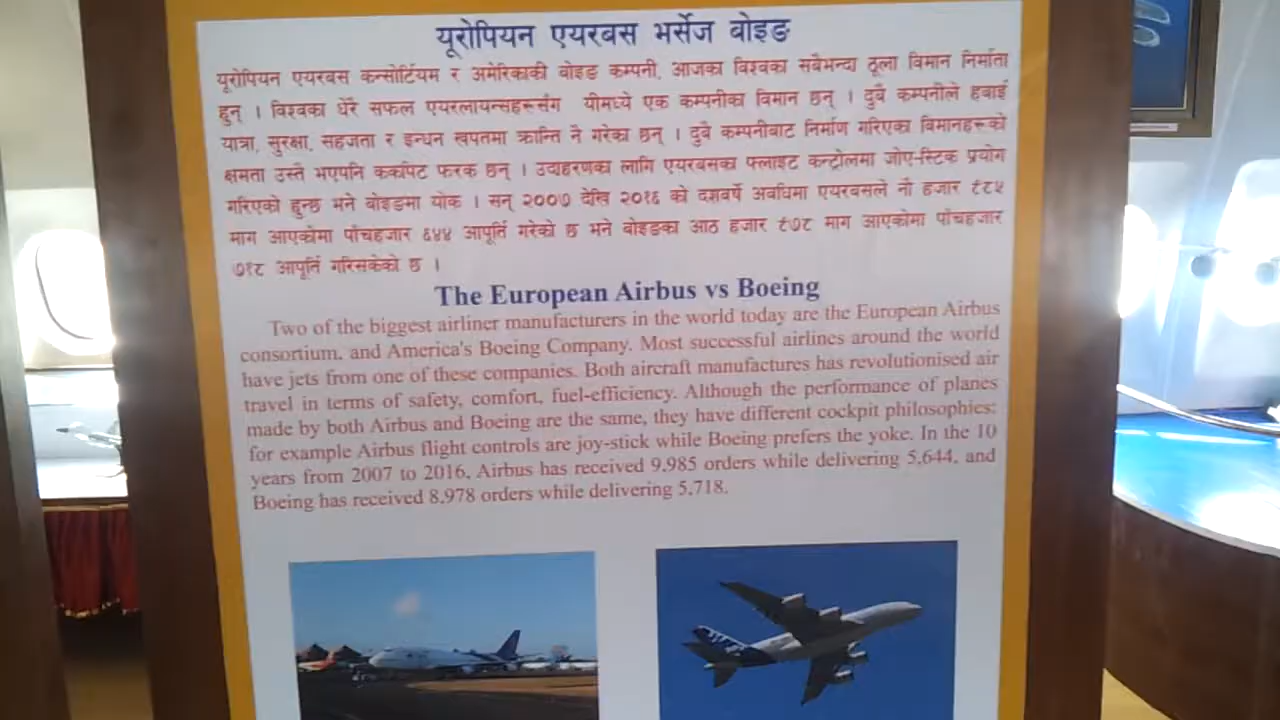 यूरोपियन एयरबस भर्सेज बोइङ
यूरोपियन एयरबस कन्सोर्टियम र अमेरिकाकी बोइङ कम्पनी, आजका विश्वका सबैभन्दा ठूला विमान निर्माता
हुन् । विश्वका धेरै सफल एयरलायन्सहरूसँग यीमध्ये एक कम्पनीका विमान छन् । दुवै कम्पनीले हवाई
यात्रा, सुरक्षा, सहजता र इन्धन खपतमा क्रान्ति नै गरेका छन् । दुवै कम्पनीबाट निर्माण गरिएका विमानहरूको
क्षमता उस्तै भएपनि ककपिट फरक छन् । उदाहरणका लागि एयरबसका फ्लाइट कन्ट्रोलमा जोए-स्टिक प्रयोग
गरिएको हुन्छ भने बोइङमा योक । सन् २००७ देखि २०१६ को दशवर्षे अवधिमा एयरबसले नौ हजार ९८५
माग आएकोमा पाँचहजार ६४४ आपूर्ति गरेको छ भने बोइङका आठ हजार ९७८ माग आएकोमा पाँचहजार
७१८ आपूर्ति गरिसकेको छ ।
The European Airbus vs Boeing
Two of the biggest airliner manufacturers in the world today are the European Airbus
consortium, and America's Boeing Company. Most successful airlines around the world
have jets from one of these companies. Both aircraft manufactures has revolutionised air
travel in terms of safety, comfort, fuel-efficiency. Although the performance of planes
made by both Airbus and Boeing are the same, they have different cockpit philosophies;
for example Airbus flight controls are joy-stick while Boeing prefers the yoke. In the 10
years from 2007 to 2016, Airbus has received 9,985 orders while delivering 5,644, and
Boeing has received 8,978 orders while delivering 5,718.